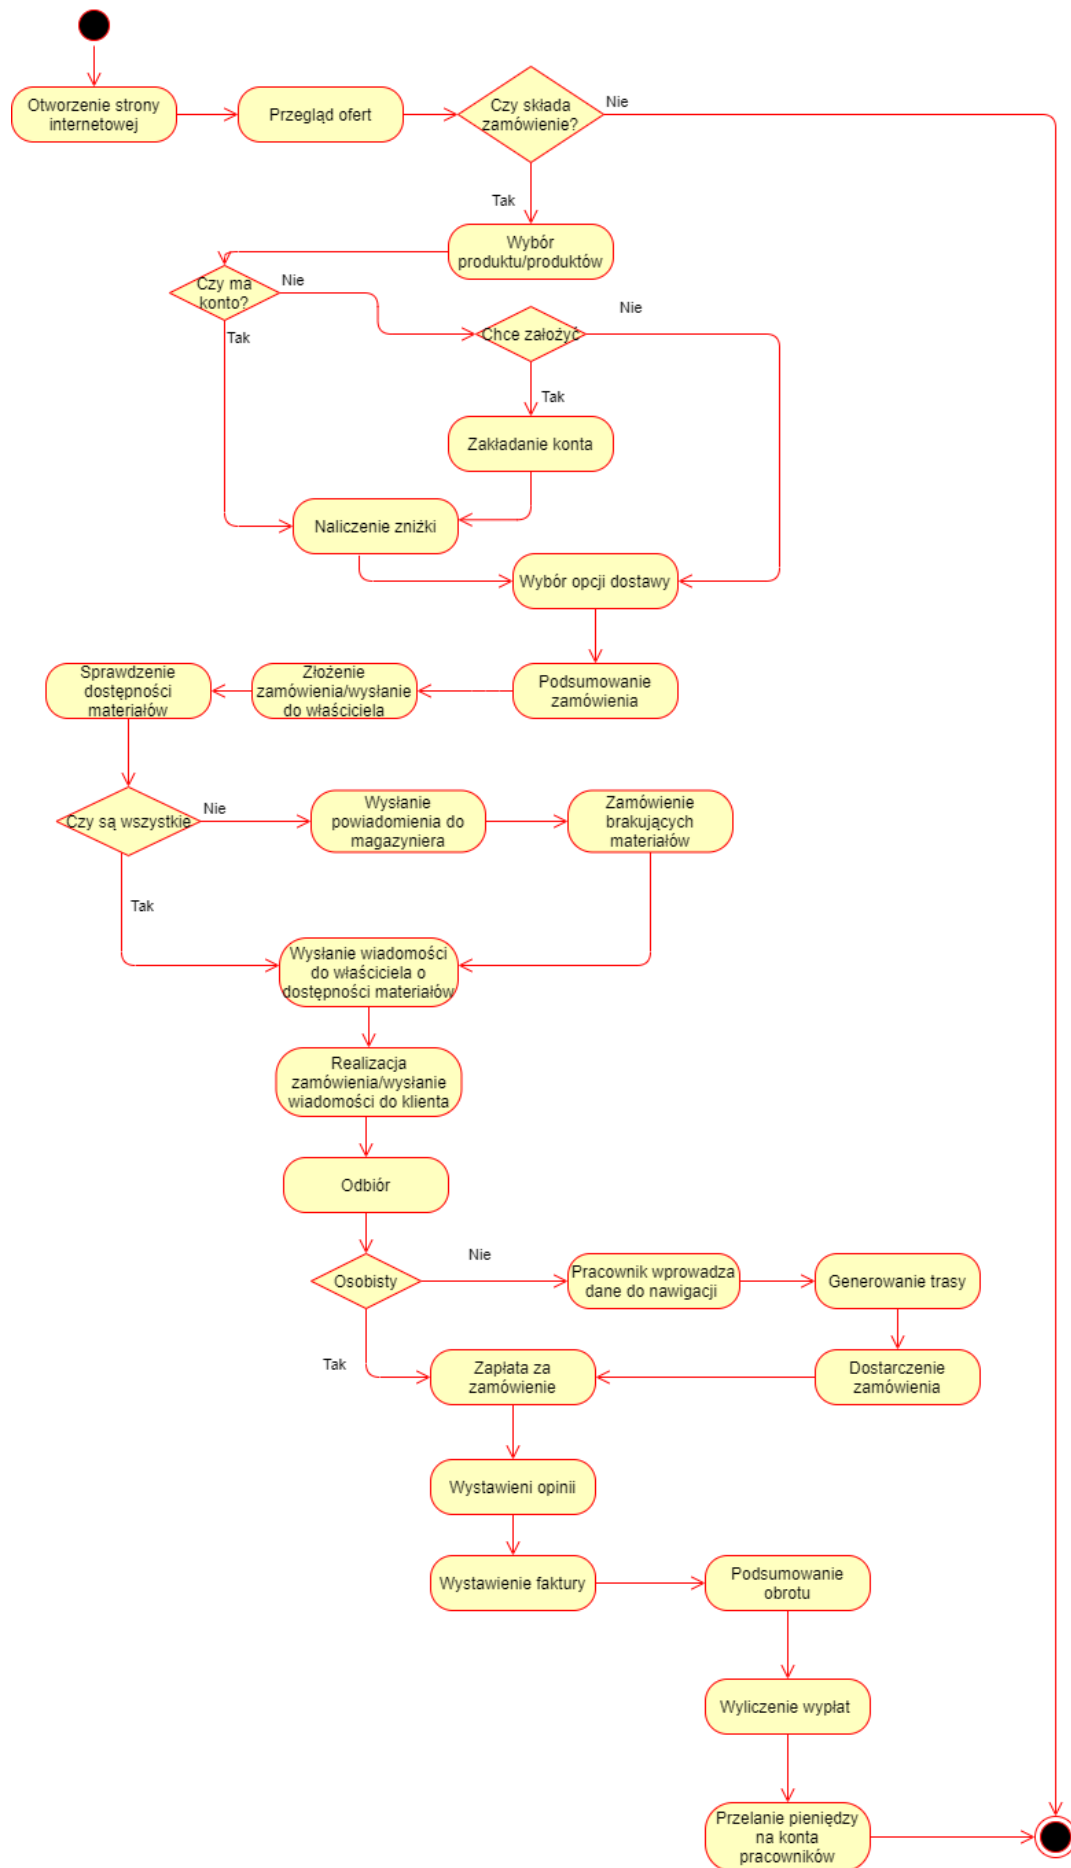 Otworzenie strony
internetowej
Przegląd ofert
Czy składa
zamówienie?
Nie
Tak
Wybór
produktu/produktów
Czy ma
konto?
Nie
Tak
Chce założyć
Nie
Tak
Zakładanie konta
Naliczenie zniżki
Wybór opcji dostawy
Podsumowanie
zamówienia
Złożenie
zamówienia/wysłanie
do właściciela
Sprawdzenie
dostępności
materiałów
Czy są wszystkie
Nie
Tak
Wysłanie
powiadomienia do
magazyniera
Zamówienie
brakujących
materiałów
Wysłanie wiadomości
do właściciela o
dostępności materiałów
Realizacja
zamówienia/wysłanie
wiadomości do klienta
Odbiór
Osobisty
Nie
Tak
Pracownik wprowadza
dane do nawigacji
Generowanie trasy
Dostarczenie
zamówienia
Zapłata za
zamówienie
Wystawieni opinii
Wystawienie faktury
Podsumowanie
obrotu
Wyliczenie wypłat
Przelanie pieniędzy
na konta
pracowników